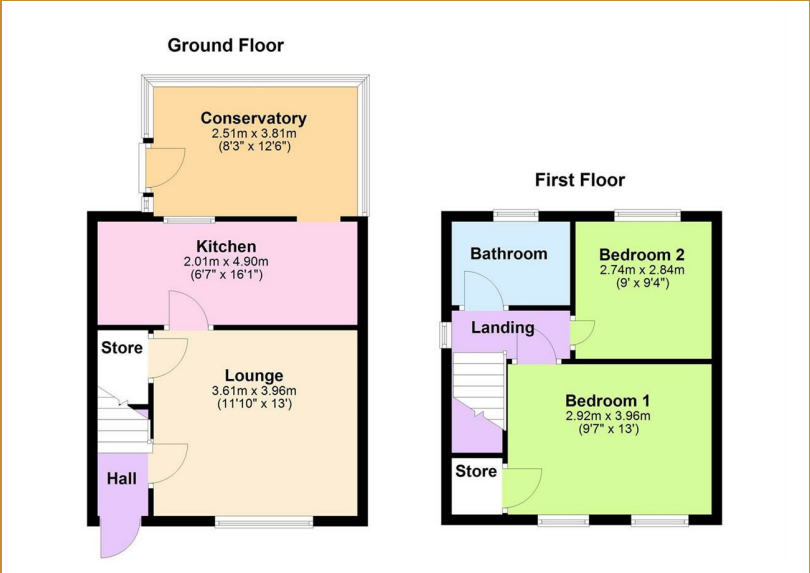 Ground Floor
Conservatory
2.51m x 3.81m
(8'3" x 12'6")
Kitchen
2.01m x 4.90m
(6'7" x 16'1")
Store
Lounge
3.61m x 3.96m
(11'10" x 13')
Hall
First Floor
Bathroom
Bedroom 2
2.74m x 2.84m
(9' x 9'4")
Landing
Bedroom 1
2.92m x 3.96m
(9'7" x 13')
Store